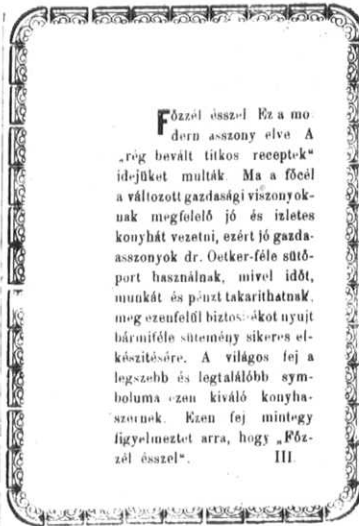 Főzzél ésszel Ez a mo
dern asszony elve A
„rég bevált titkos receptek“
idejüket multák. Ma a főcél
a változott gazdasági viszonyok-
nak megfelelő jó és izletes
konyhát vezetni, ezért jó gazda-
asszonyok dr. Oetker-féle sütő-
port használnak, mivel időt,
munkát és pénzt takarithatnak,
meg ezenfelül biztositékot nyujt
bármiféle sütemény sikeres el-
készitésére. A világos fej a
legszebb és legtalálóbb sym-
boluma ezen kiváló konyha-
szernek. Ezen fej mintegy
figyelmeztet arra, hogy „Főz-
zél ésszel“. III.